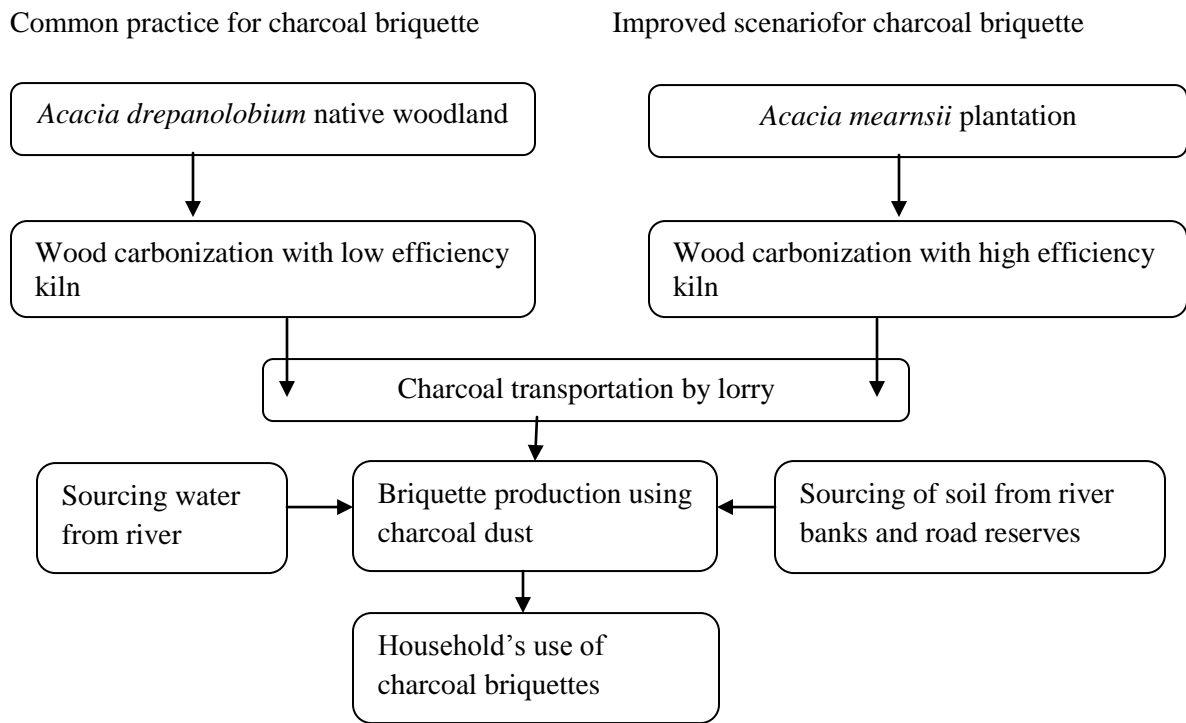 Common practice for charcoal briquette
Improved scenariofor charcoal briquette
Acacia drepanolobium native woodland
Acacia mearnsii plantation
Wood carbonization with low efficiency
kiln
Wood carbonization with high efficiency
kiln
Charcoal transportation by lorry
Sourcing water
from river
Briquette production using
charcoal dust
Sourcing of soil from river
banks and road reserves
Household's use of
charcoal briquettes